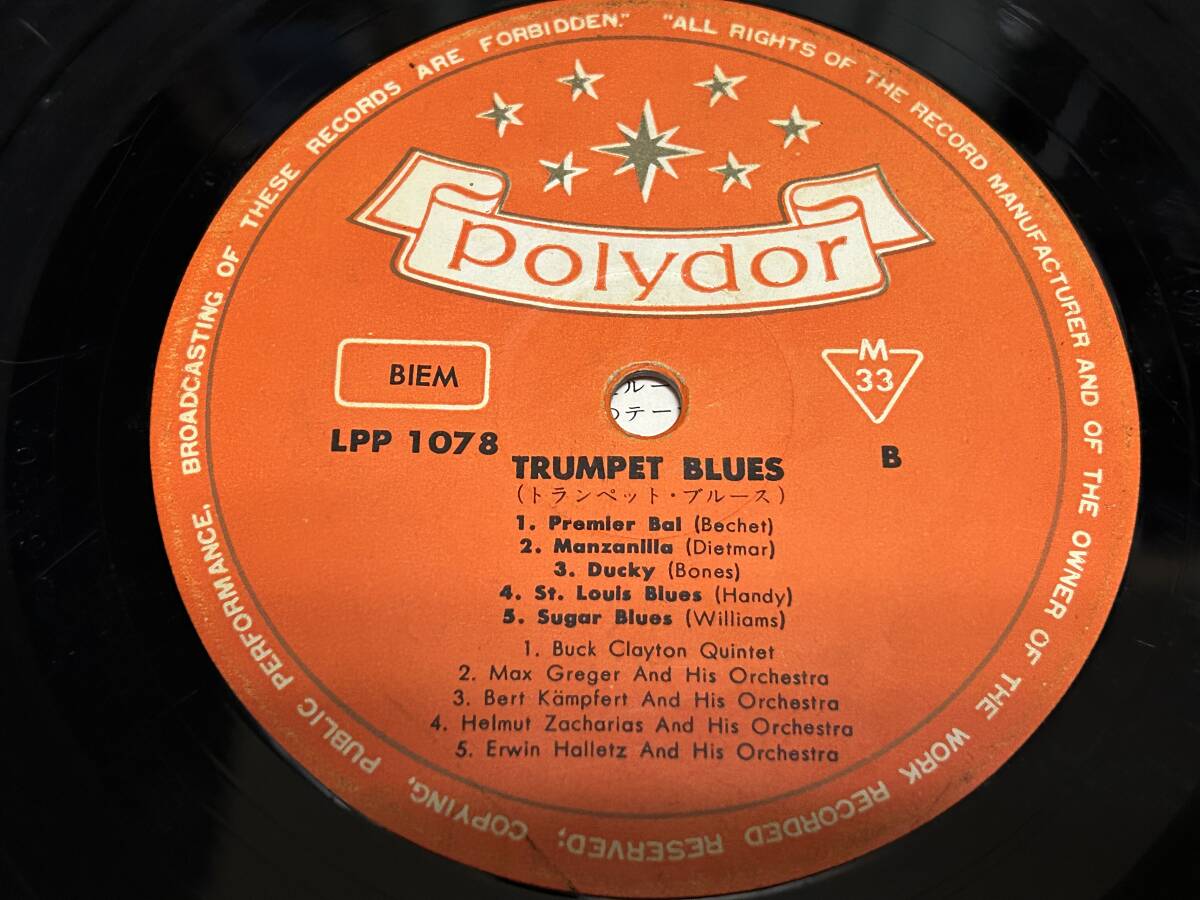 "ALL RIGHTS OF THE RECORD MANUFACTURER AND OF THE OWNER OF THE WORK RECORDED RESERVED; COPYING, PUBLIC PERFORMANCE, BROADCASTING OF THESE RECORDS ARE FORBIDDEN."
polydor
BIEM
M
33
LPP 1078
B
TRUMPET BLUES
(トランペット・ブルース)
1. Premier Bal (Bechet)
2. Manzanilla (Dietmar)
3. Ducky (Bones)
4. St. Louis Blues (Handy)
5. Sugar Blues (Williams)
1. Buck Clayton Quintet
2. Max Greger And His Orchestra
3. Bert Kämpfert And His Orchestra
4. Helmut Zacharias And His Orchestra
5. Erwin Halletz And His Orchestra